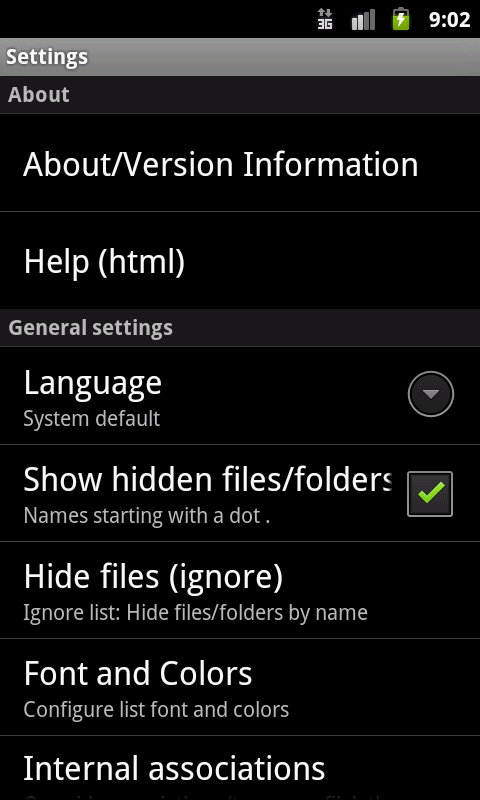 3G 9:02
Settings
About
About/Version Information
Help (html)
General settings
Language
System default
Show hidden files/folders
Names starting with a dot .
Hide files (ignore)
Ignore list: Hide files/folders by name
Font and Colors
Configure list font and colors
Internal associations